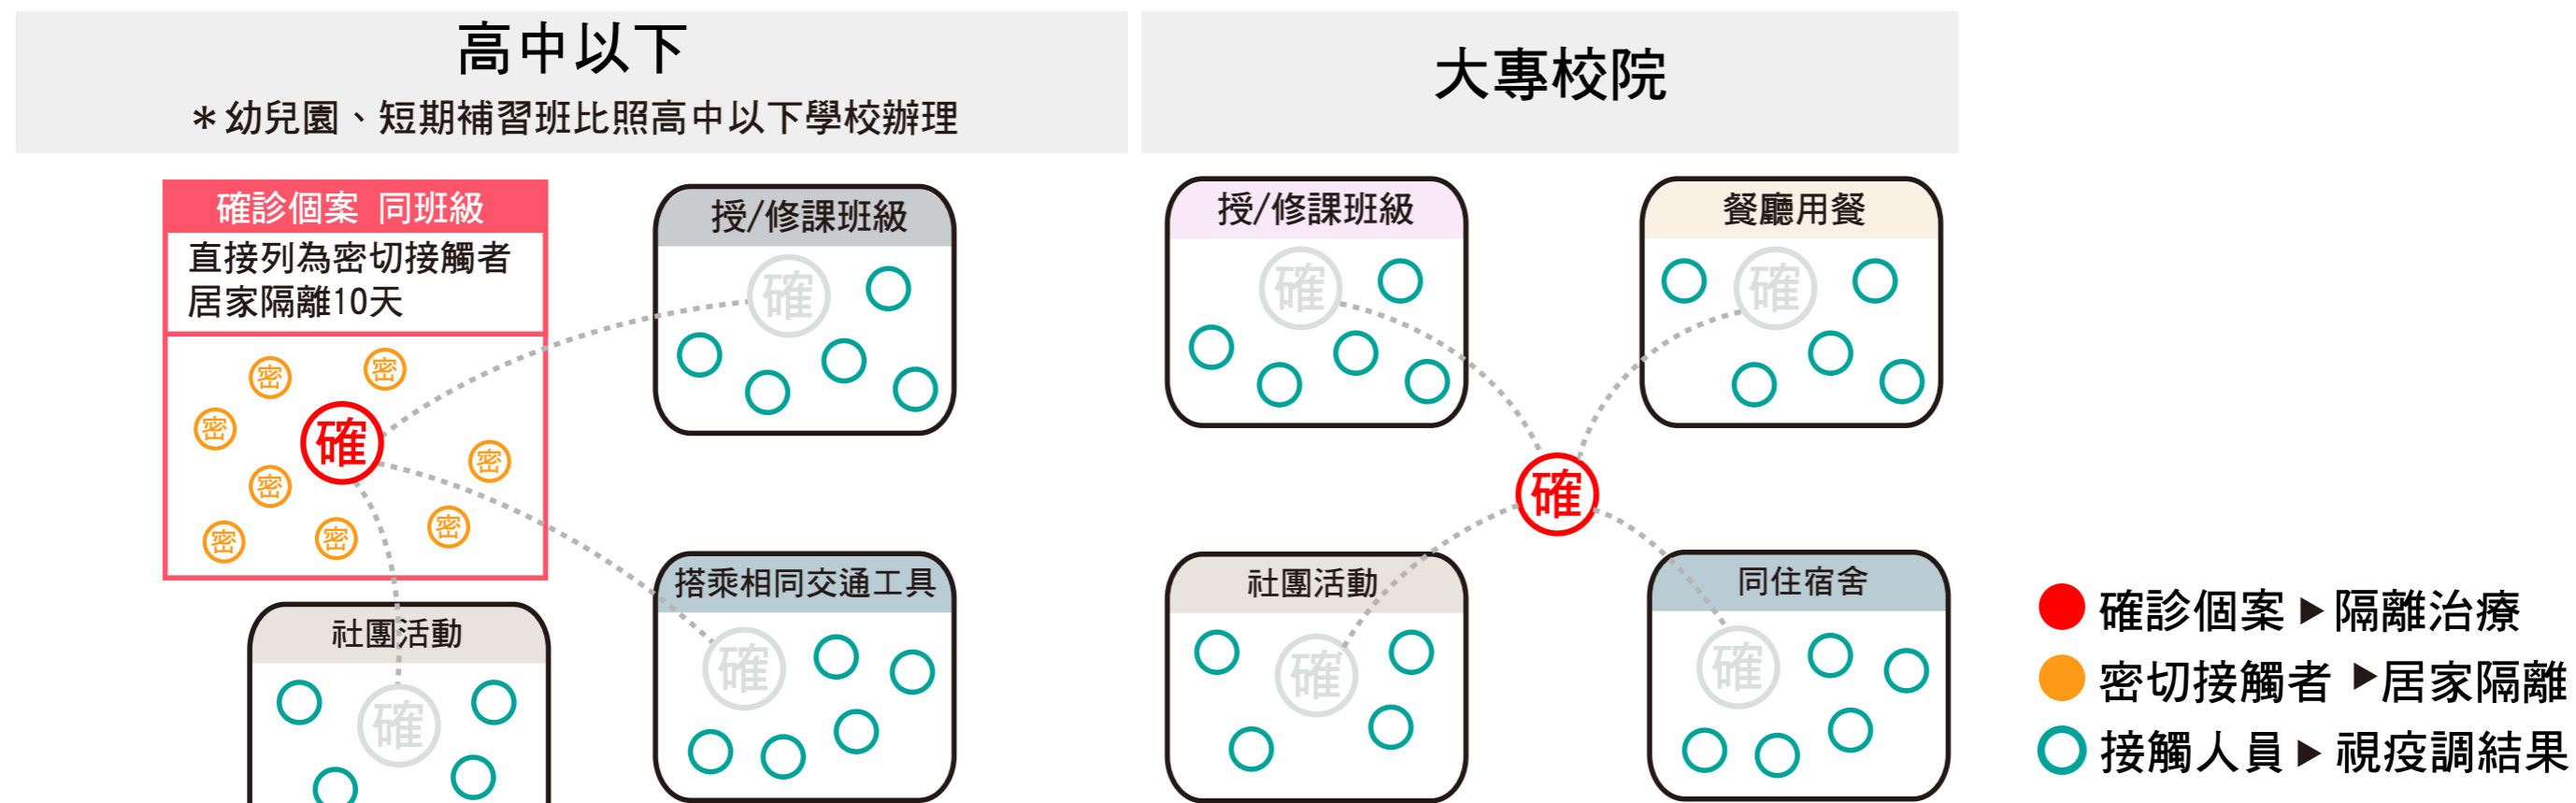 高中以下
＊幼兒園、短期補習班比照高中以下學校辦理
確診個案 同班級
直接列為密切接觸者
居家隔離10天
密
密
密
確
密
密
密
密
密
授/修課班級
確
搭乘相同交通工具
確
社團活動
確
大專校院
授/修課班級
確
餐廳用餐
確
確
社團活動
確
同住宿舍
確
確診個案▶隔離治療
密切接觸者▶居家隔離
接觸人員▶視疫調結果